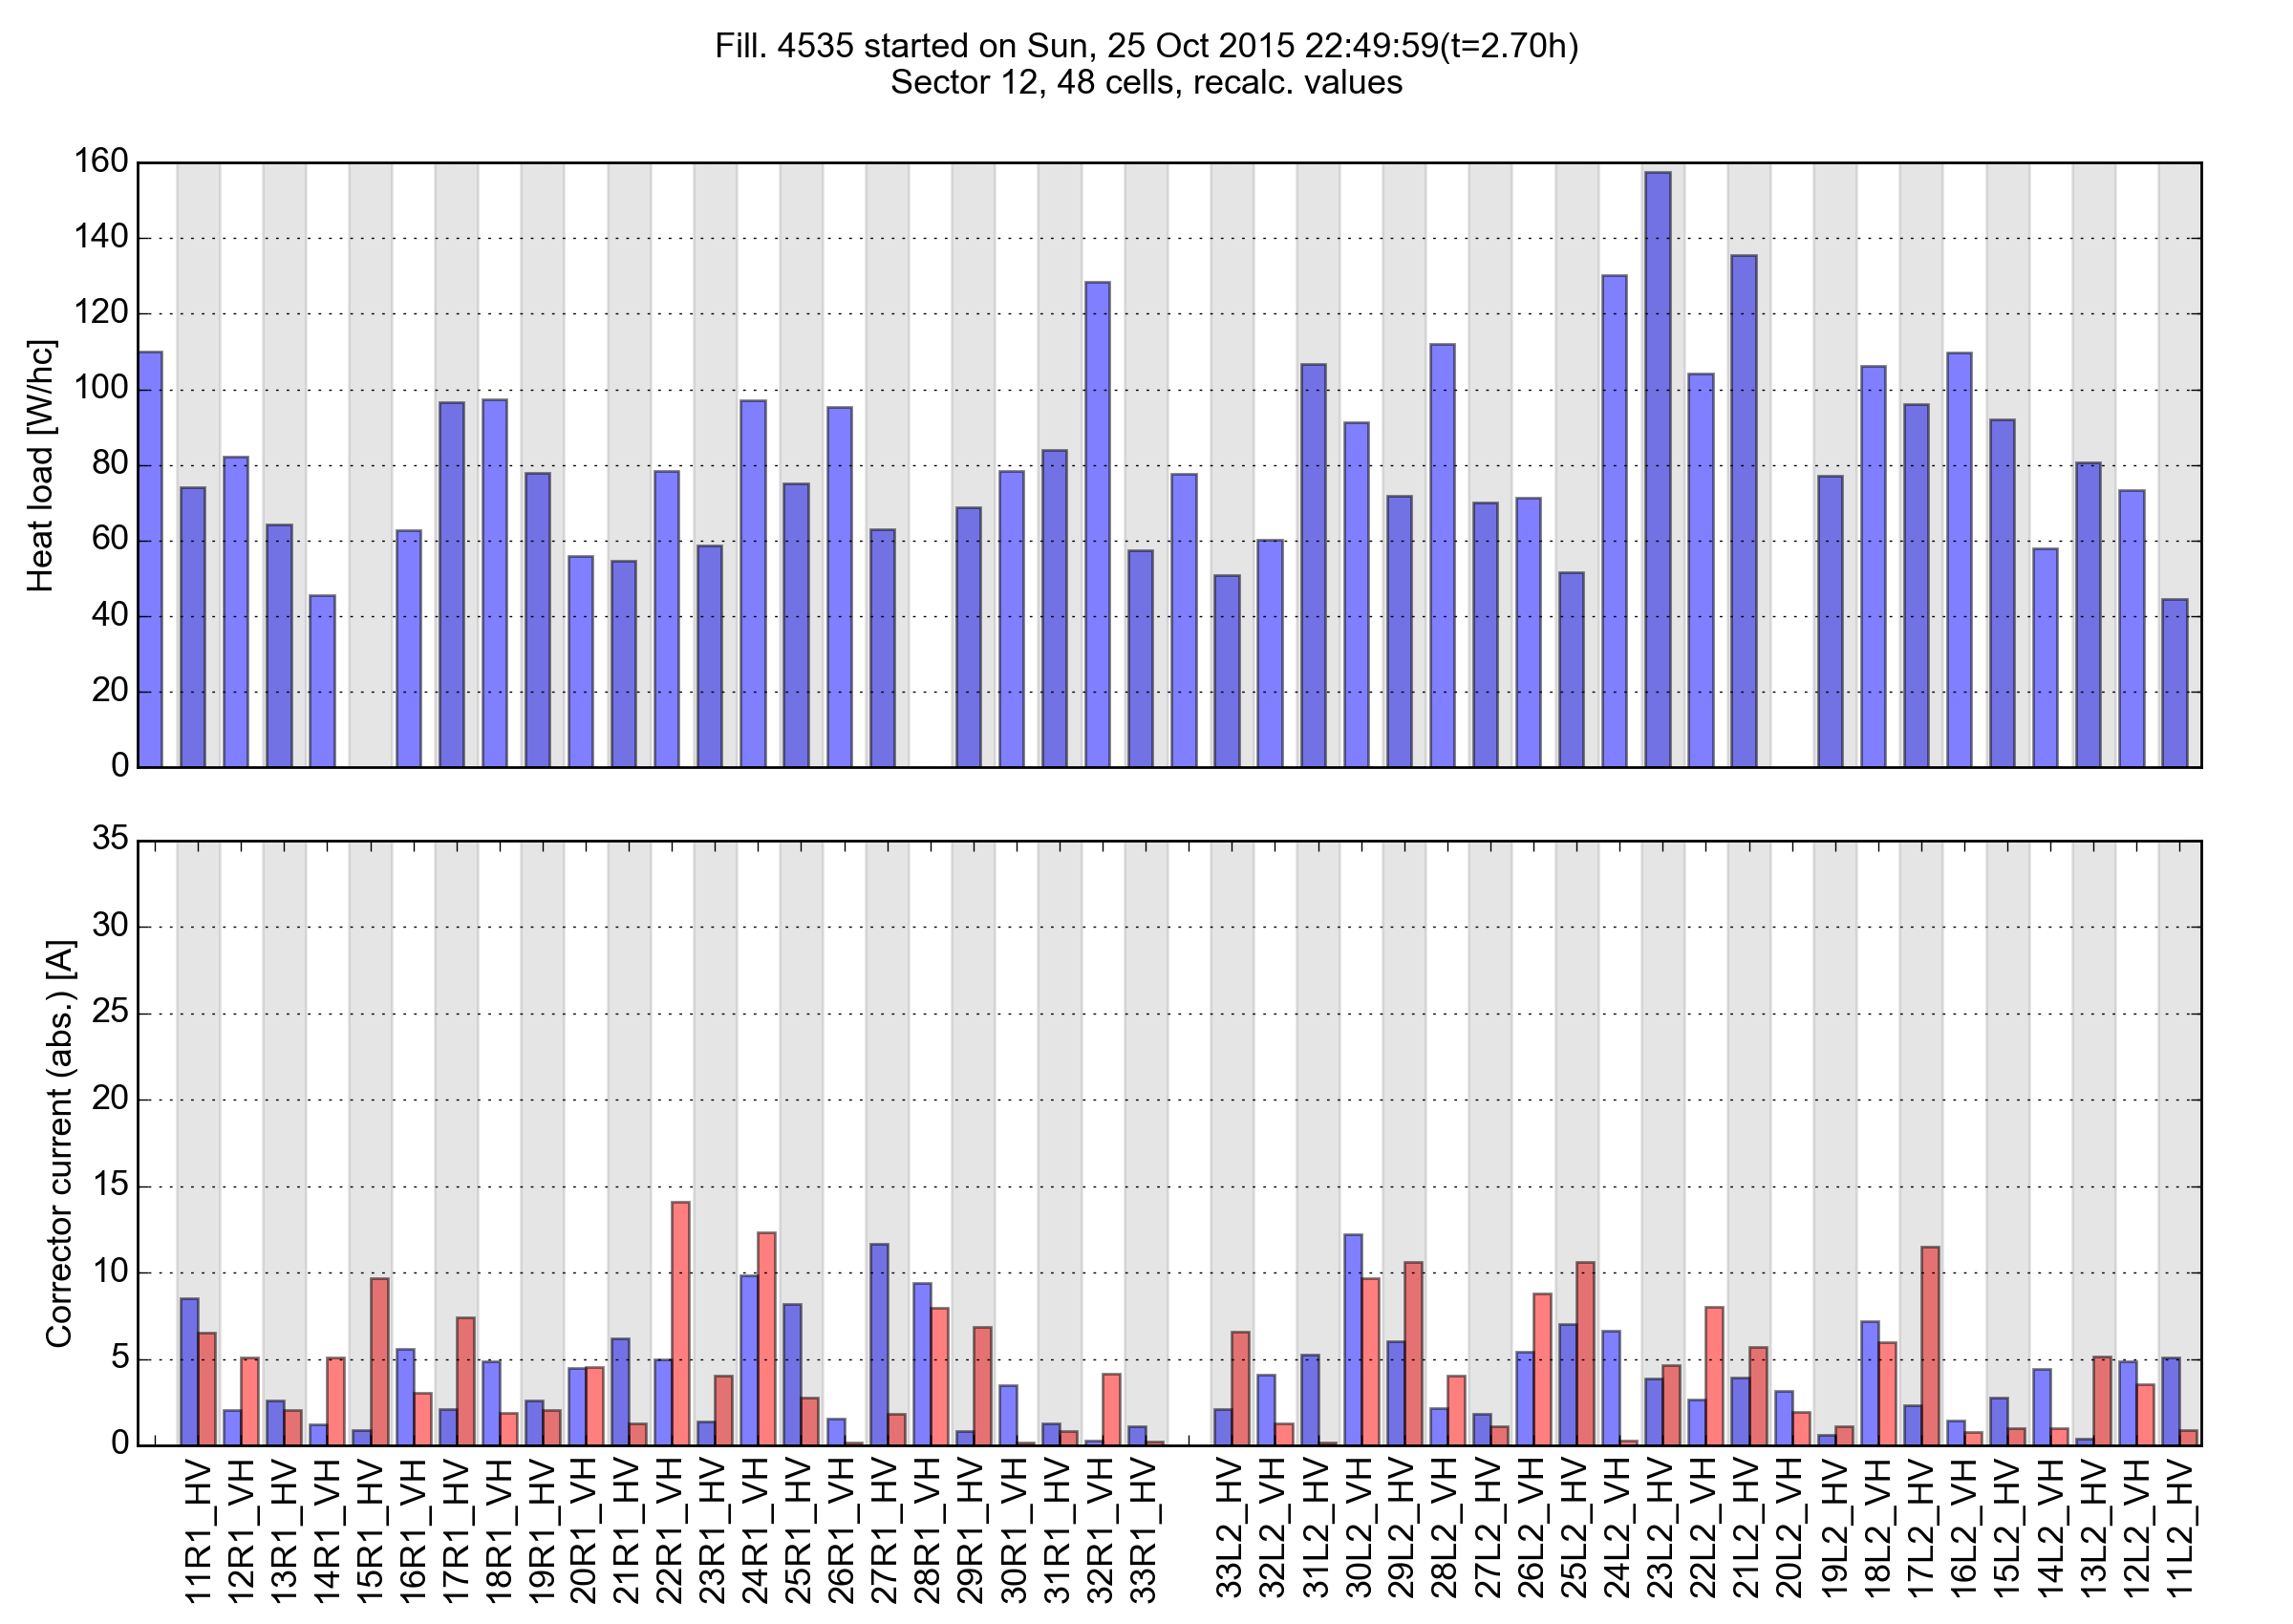 Fill. 4535 started on Sun, 25 Oct 2015 22:49:59(t=2.70h)
Sector 12, 48 cells, recalc. values
Heat load [W/hc]
160
140
120
100
80
60
40
20
0
Corrector current (abs.) [A]
35
30
25
20
15
10
5
0
11R1_HV
12R1_VH
13R1_HV
14R1_VH
15R1_HV
16R1_VH
17R1_HV
18R1_VH
19R1_HV
20R1_VH
21R1_HV
22R1_VH
23R1_HV
24R1_VH
25R1_HV
26R1_VH
27R1_HV
28R1_VH
29R1_HV
30R1_VH
31R1_HV
32R1_VH
33R1_HV
33L2_HV
32L2_VH
31L2_HV
30L2_VH
29L2_HV
28L2_VH
27L2_HV
26L2_VH
25L2_HV
24L2_VH
23L2_HV
22L2_VH
21L2_HV
20L2_VH
19L2_HV
18L2_VH
17L2_HV
16L2_VH
15L2_HV
14L2_VH
13L2_HV
12L2_VH
11L2_HV